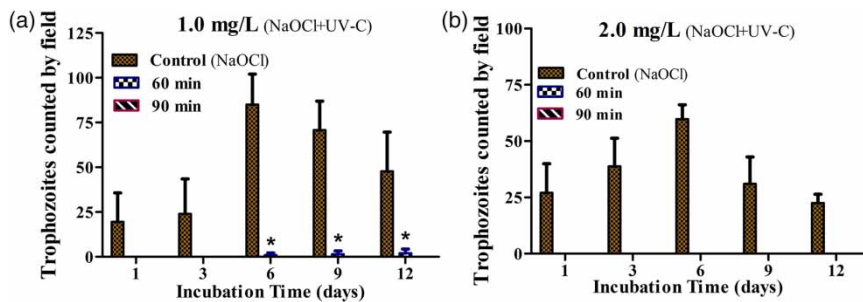 (a)
1.0 mg/L (NaOCl+UV-C)
Control (NaOCl)
60 min
90 min
Trophozoites counted by field
125
100
75
50
25
0
*
*
*
1 3 6 9 12
Incubation Time (days)
(b)
2.0 mg/L (NaOCl+UV-C)
Control (NaOCl)
60 min
90 min
Trophozoites counted by field
100
75
50
25
0
1 3 6 9 12
Incubation Time (days)